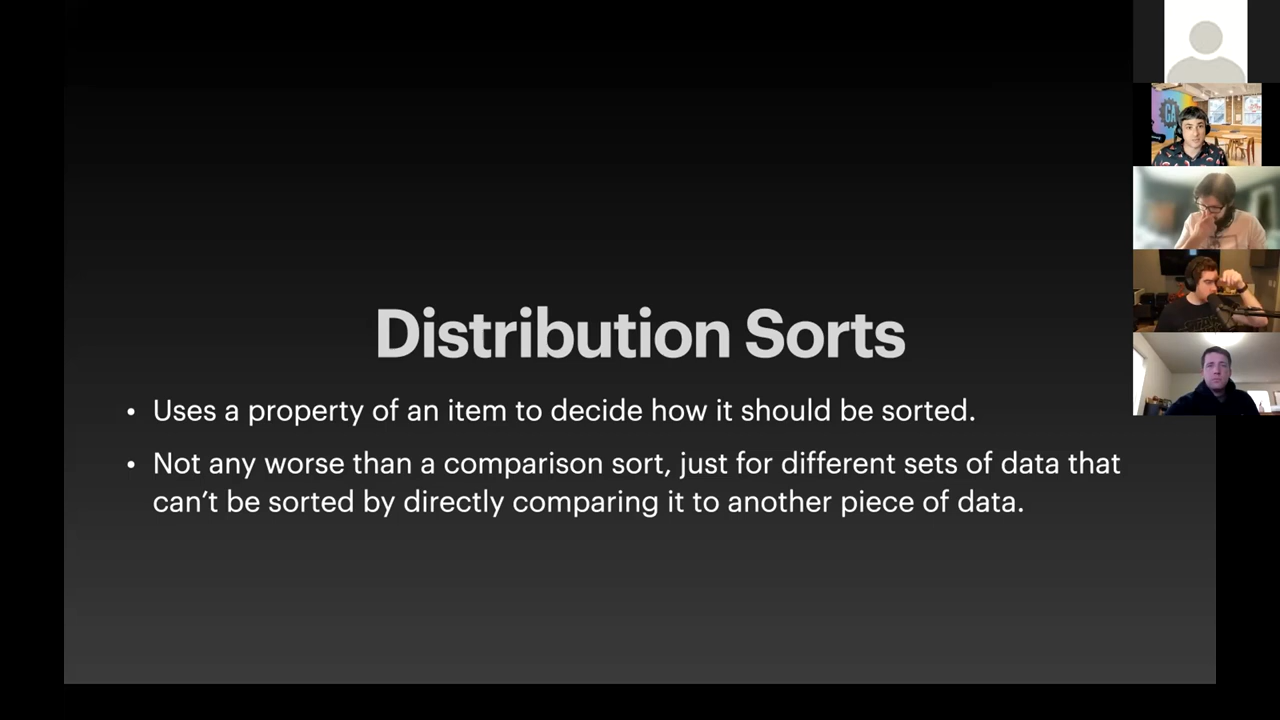 Distribution Sorts
• Uses a property of an item to decide how it should be sorted.
• Not any worse than a comparison sort, just for different sets of data that
can’t be sorted by directly comparing it to another piece of data.
GA